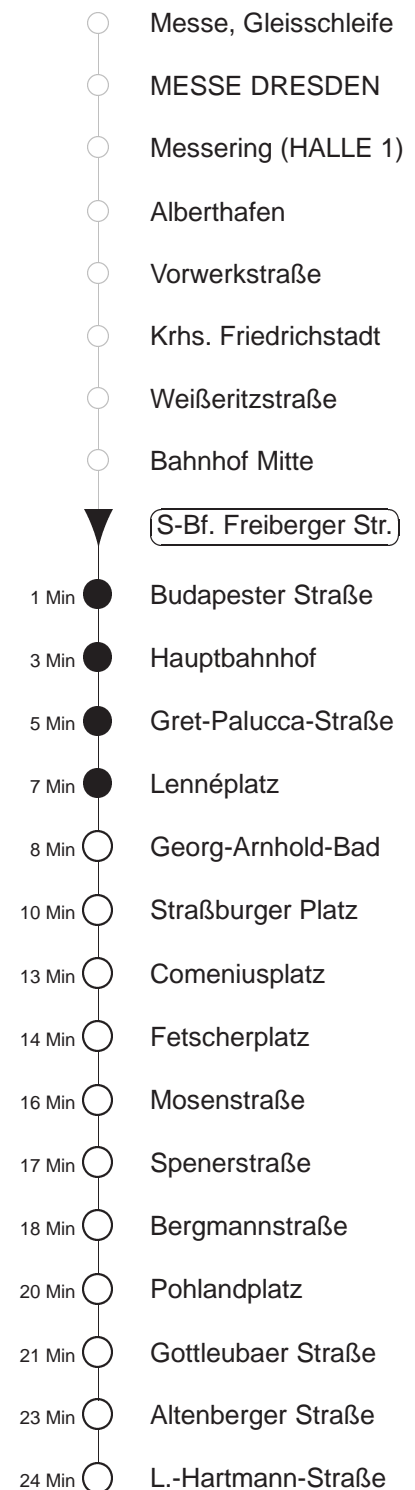 Messe, Gleisschleife
MESSE DRESDEN
Messering (HALLE 1)
Alberthafen
Vorwerkstraße
Krhs. Friedrichstadt
Weißeritzstraße
Bahnhof Mitte
S-Bf. Freiberger Str.
1 Min Budapester Straße
3 Min Hauptbahnhof
5 Min Gret-Palucca-Straße
7 Min Lennéplatz
8 Min Georg-Arnhold-Bad
10 Min Straßburger Platz
13 Min Comeniusplatz
14 Min Fetscherplatz
16 Min Mosenstraße
17 Min Spenerstraße
18 Min Bergmannstraße
20 Min Pohlandplatz
21 Min Gottleubaer Straße
23 Min Altenberger Straße
24 Min L.-Hartmann-Straße